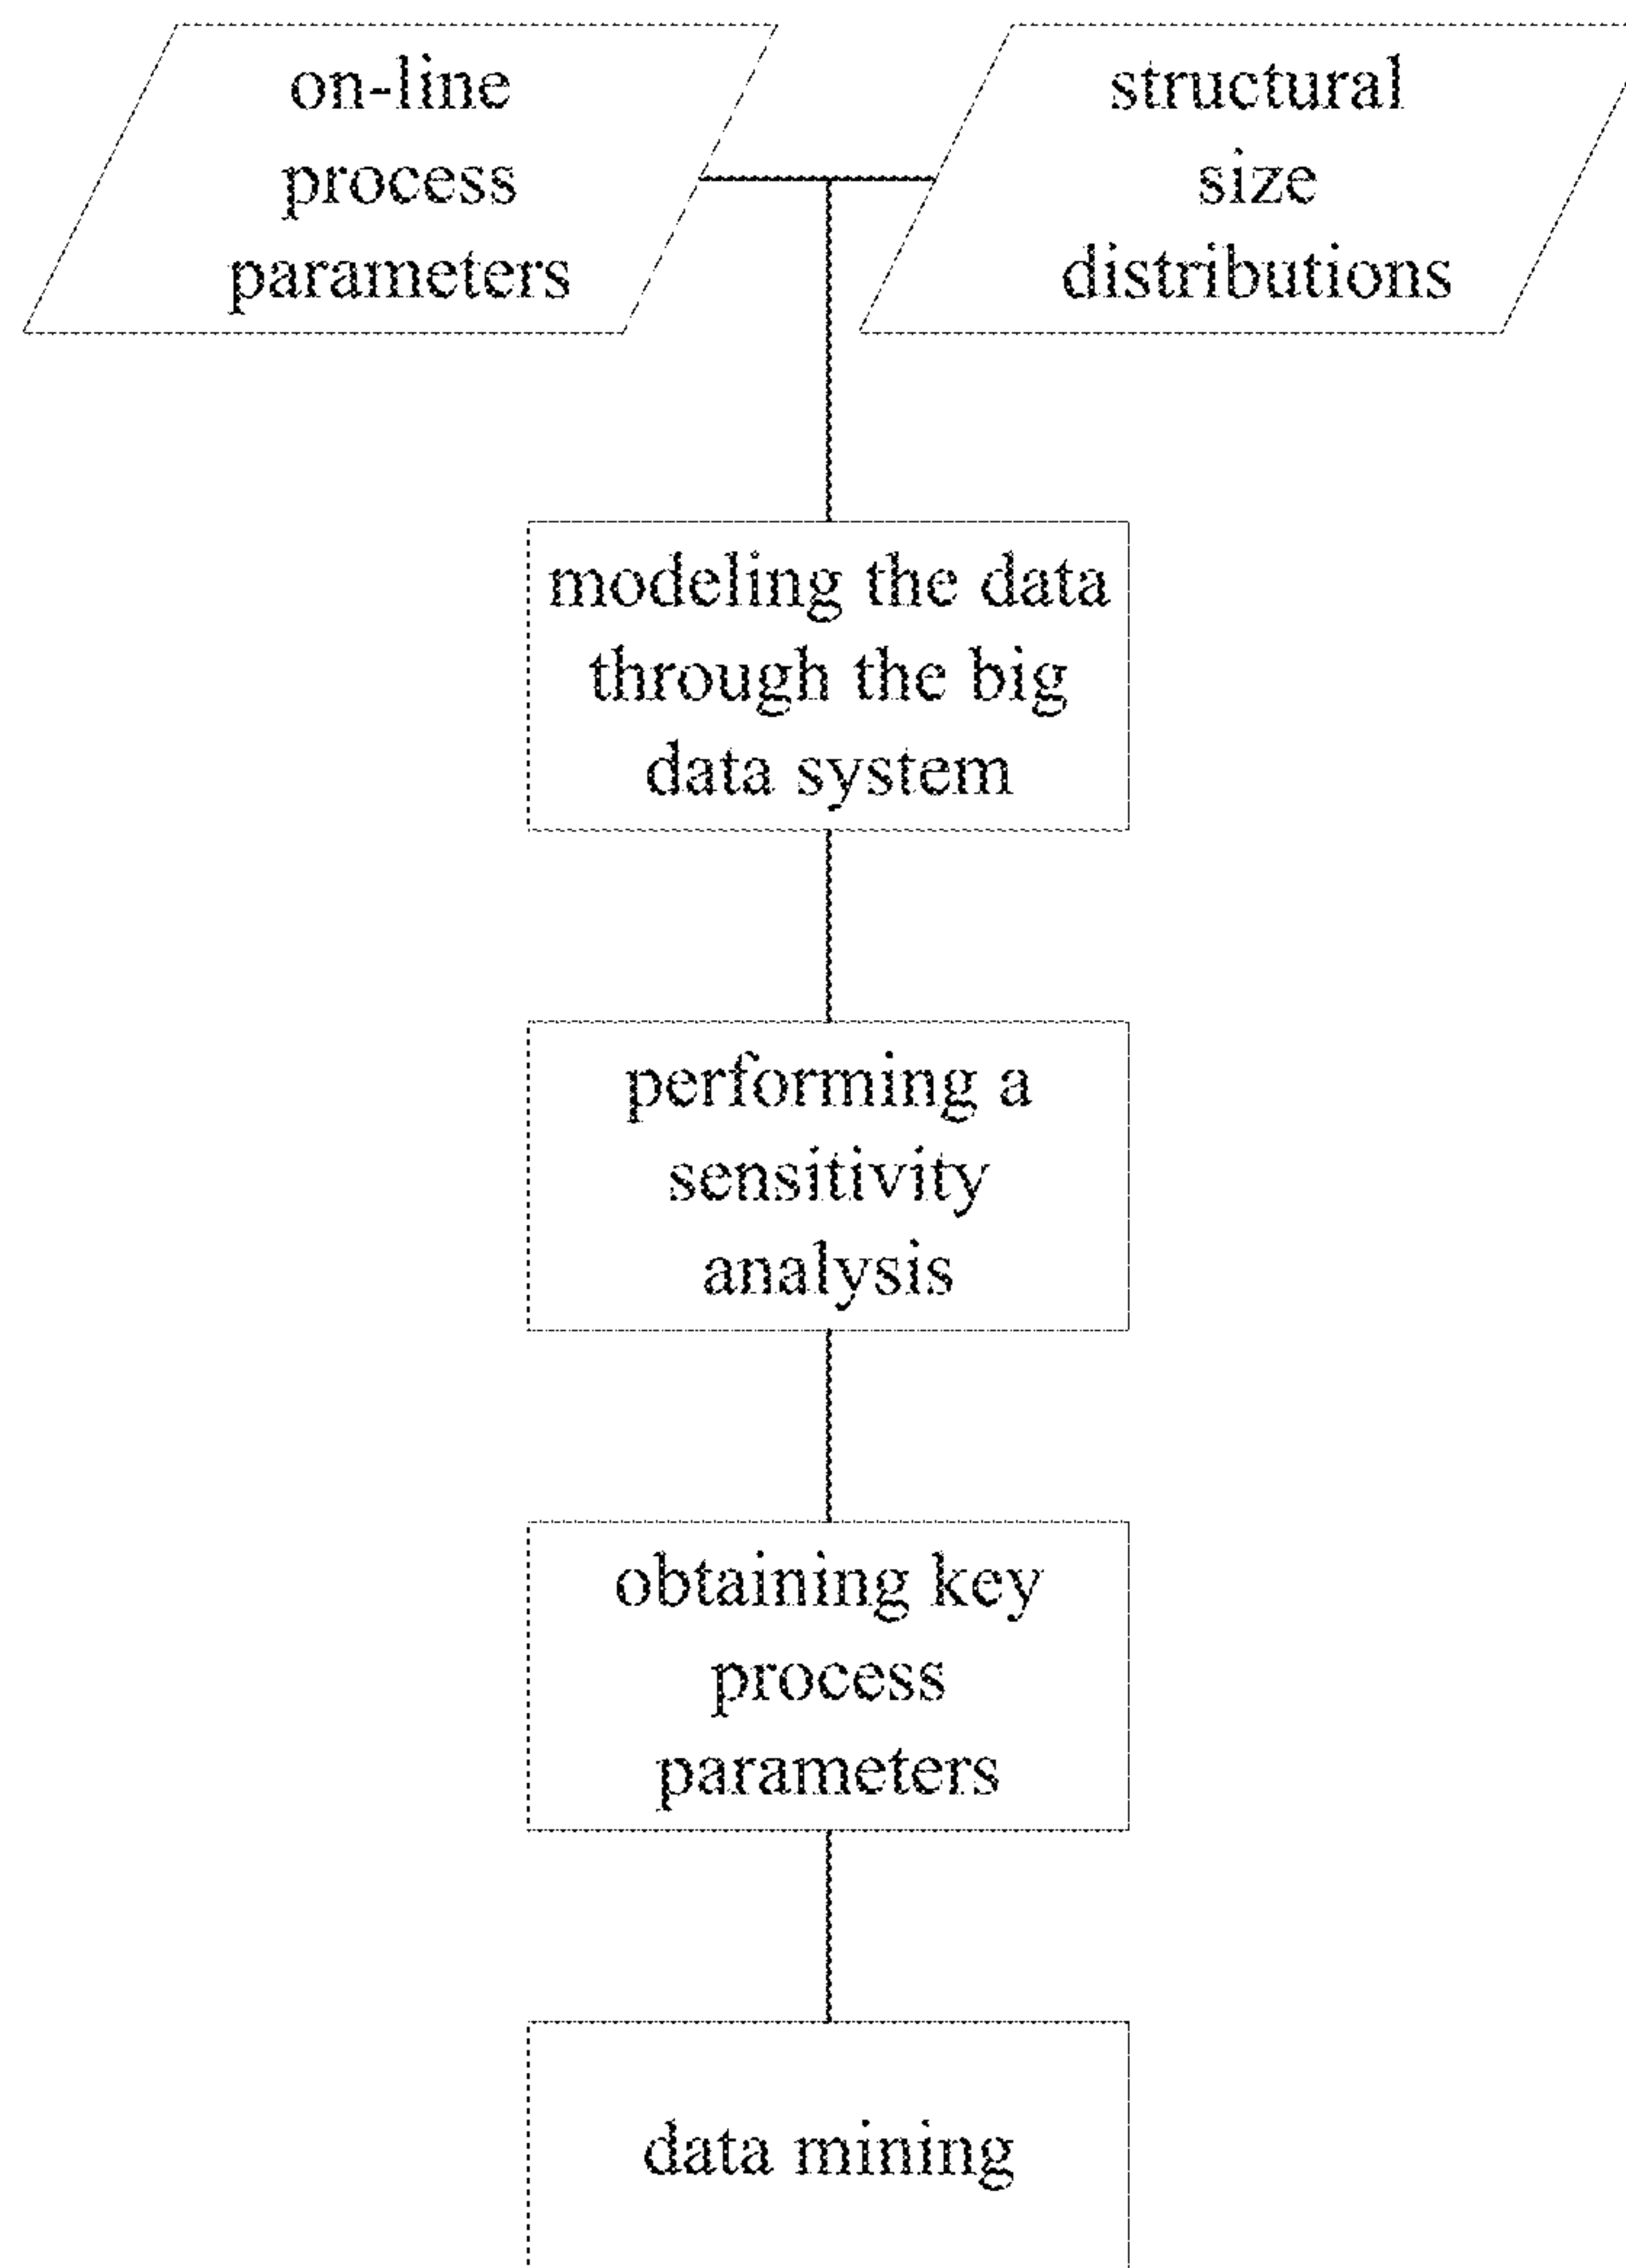 on-line
process
parameters
structural
size
distributions
modeling the data
through the big
data system
performing a
sensitivity
analysis
obtaining key
process
parameters
data mining